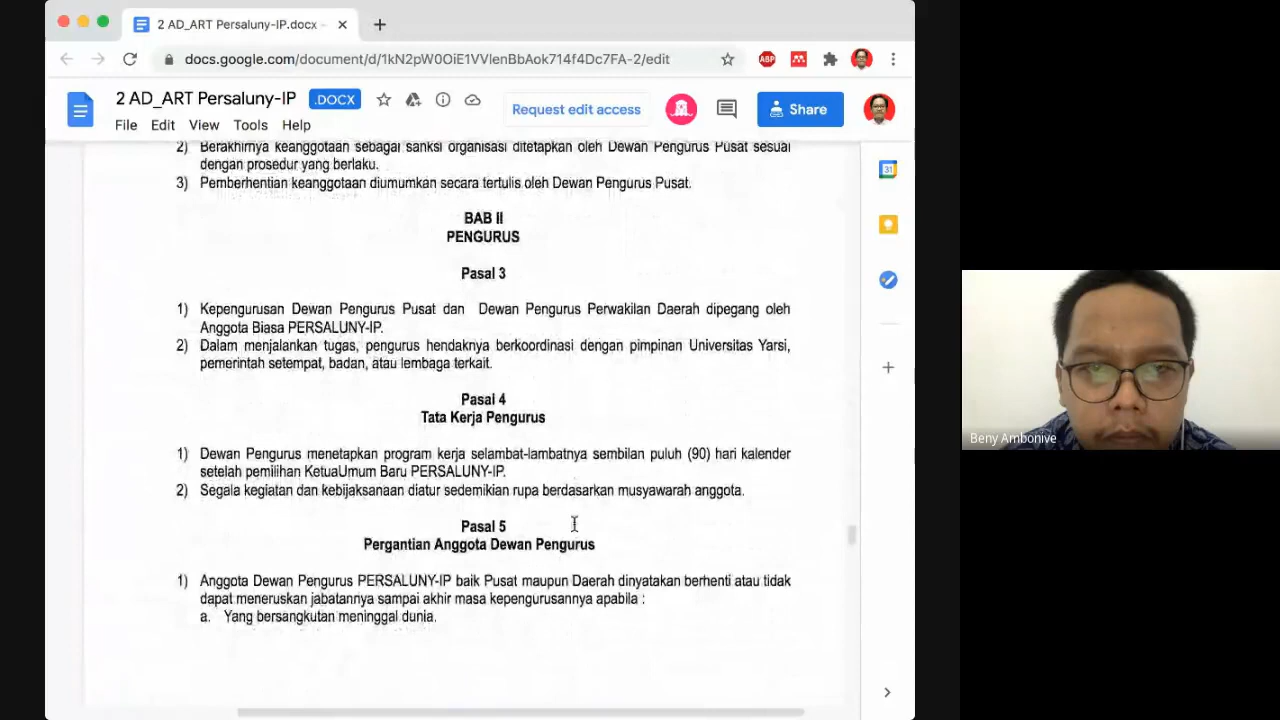 2 AD_ART Persaluny-IP.docx -
docs.google.com/document/d/1kN2pW0OiE1VVlenBbAok714f4Dc7FA-2/edit
ABP
2 AD_ART Persaluny-IP .DOCX
Request edit access
Share
File Edit View Tools Help
31
2) Berakhirnya keanggotaan sebagai sanksi organisasi ditetapkan oleh Dewan Pengurus Pusat sesuai
dengan prosedur yang berlaku.
3) Pemberhentian keanggotaan diumumkan secara tertulis oleh Dewan Pengurus Pusat.
BAB II
PENGURUS
Pasal 3
1) Kepengurusan Dewan Pengurus Pusat dan Dewan Pengurus Perwakilan Daerah dipegang oleh
Anggota Biasa PERSALUNY-IP.
2) Dalam menjalankan tugas, pengurus hendaknya berkoordinasi dengan pimpinan Universitas Yarsi,
pemerintah setempat, badan, atau lembaga terkait.
Pasal 4
Tata Kerja Pengurus
1) Dewan Pengurus menetapkan program kerja selambat-lambatnya sembilan puluh (90) hari kalender
setelah pemilihan KetuaUmum Baru PERSALUNY-IP.
2) Segala kegiatan dan kebijaksanaan diatur sedemikian rupa berdasarkan musyawarah anggota.
Pasal 5
Pergantian Anggota Dewan Pengurus
1) Anggota Dewan Pengurus PERSALUNY-IP baik Pusat maupun Daerah dinyatakan berhenti atau tidak
dapat meneruskan jabatannya sampai akhir masa kepengurusannya apabila :
a. Yang bersangkutan meninggal dunia.
Beny Ambonive